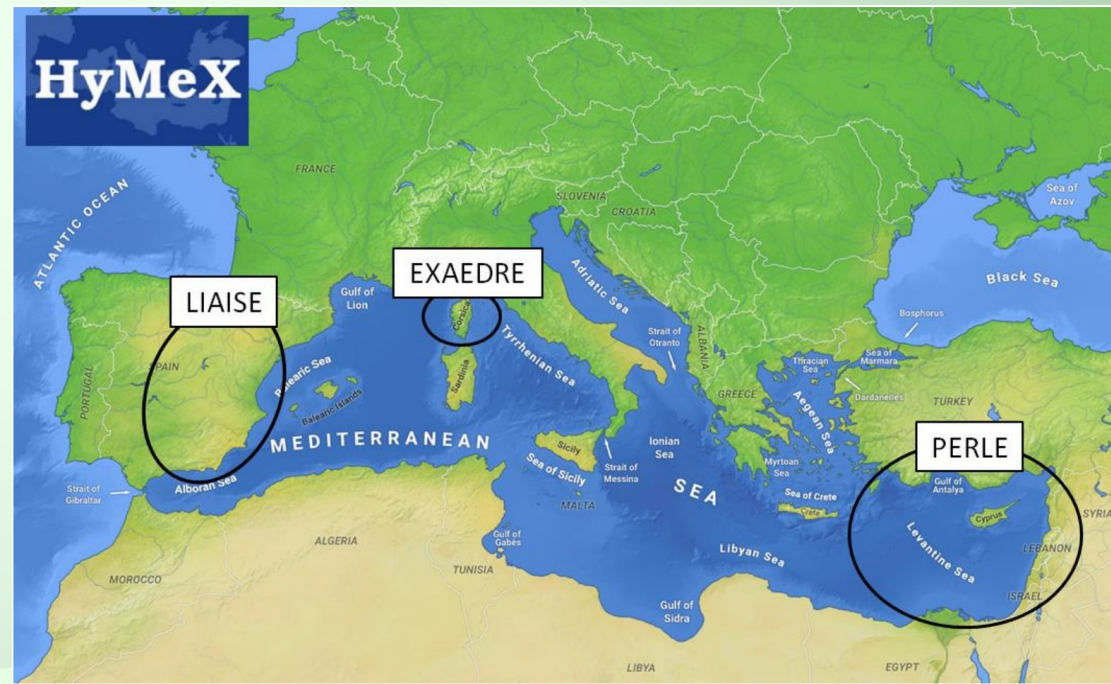 HyMeX
FRANCE
ATLANTIC OCEAN
SLOVENIA
CROATIA
Sea of
Azov
LIAISE
EXAEDRE
Gulf of
Lion
Corsica
Adriatic Sea
Black Sea
Bosphorus
SPAIN
PORTUGAL
Balearic Sea
Balearic Islands
Sardinia
Tyrrhenian Sea
Strait of
Otranto
ALBANIA
Thracian
Sea
Sea of
Marmara
Dardanelles
GREECE
Aegean Sea
TURKEY
MEDITERRANEAN
SEA
Sicily
Sea of Sicily
Strait of
Messina
Ionian
Sea
Myrtoan
Sea
PERLE
Gulf of
Antalya
Strait of
Gibraltar
Alboran Sea
MALTA
Sea of Crete
Crete
Cyprus
SYRIA
Levantine Sea
LEBANON
ALGERIA
Gulf of
Gabès
TUNISIA
Libyan Sea
MOROCCO
ISRAEL
Gulf of
Sidra
LIBYA
EGYPT